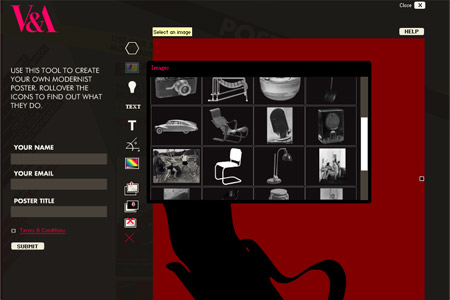 V&A
Close X
Select an image
HELP
Images
USE THIS TOOL TO CREATE
YOUR OWN MODERNIST
POSTER. ROLLOVER THE
ICONS TO FIND OUT WHAT
THEY DO.
TEXT
T
YOUR NAME
YOUR EMAIL
POSTER TITLE
Terms & Conditions
SUBMIT